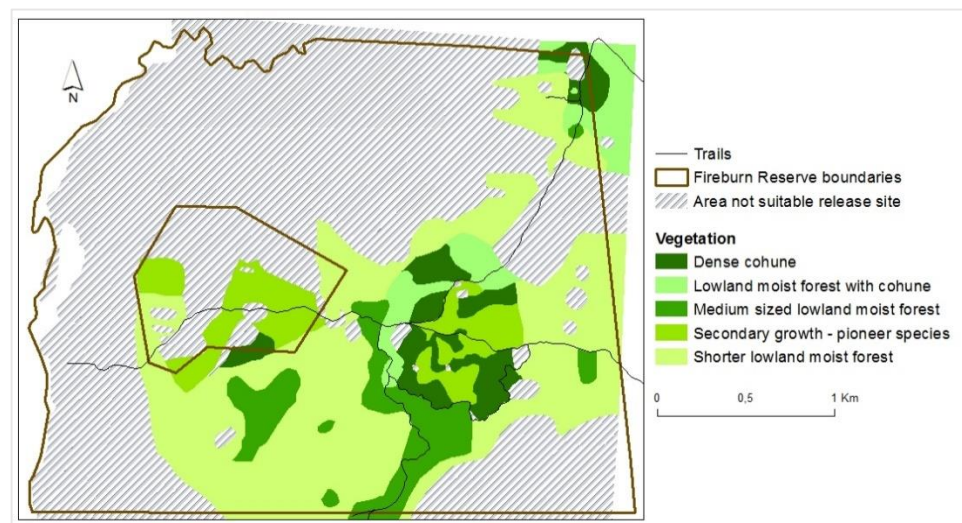 N
Trails
Fireburn Reserve boundaries
Area not suitable release site
Vegetation
Dense cohune
Lowland moist forest with cohune
Medium sized lowland moist forest
Secondary growth - pioneer species
Shorter lowland moist forest
0 0,5 1 Km